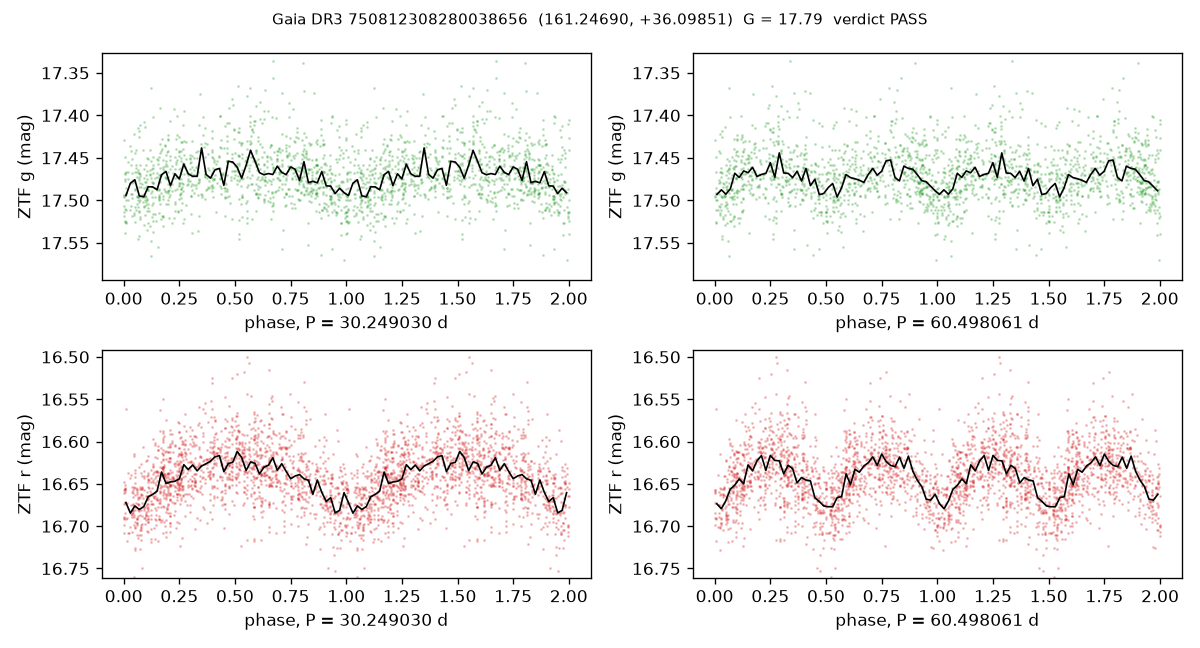 Gaia DR3 750812308280038656 (161.24690, +36.09851) G = 17.79 verdict PASS
ZTF g (mag)
17.35
17.40
17.45
17.50
17.55
0.00 0.25 0.50 0.75 1.00 1.25 1.50 1.75 2.00
phase, P = 30.249030 d
ZTF g (mag)
17.35
17.40
17.45
17.50
17.55
0.00 0.25 0.50 0.75 1.00 1.25 1.50 1.75 2.00
phase, P = 60.498061 d
ZTF r (mag)
16.50
16.55
16.60
16.65
16.70
16.75
0.00 0.25 0.50 0.75 1.00 1.25 1.50 1.75 2.00
phase, P = 30.249030 d
ZTF r (mag)
16.50
16.55
16.60
16.65
16.70
16.75
0.00 0.25 0.50 0.75 1.00 1.25 1.50 1.75 2.00
phase, P = 60.498061 d